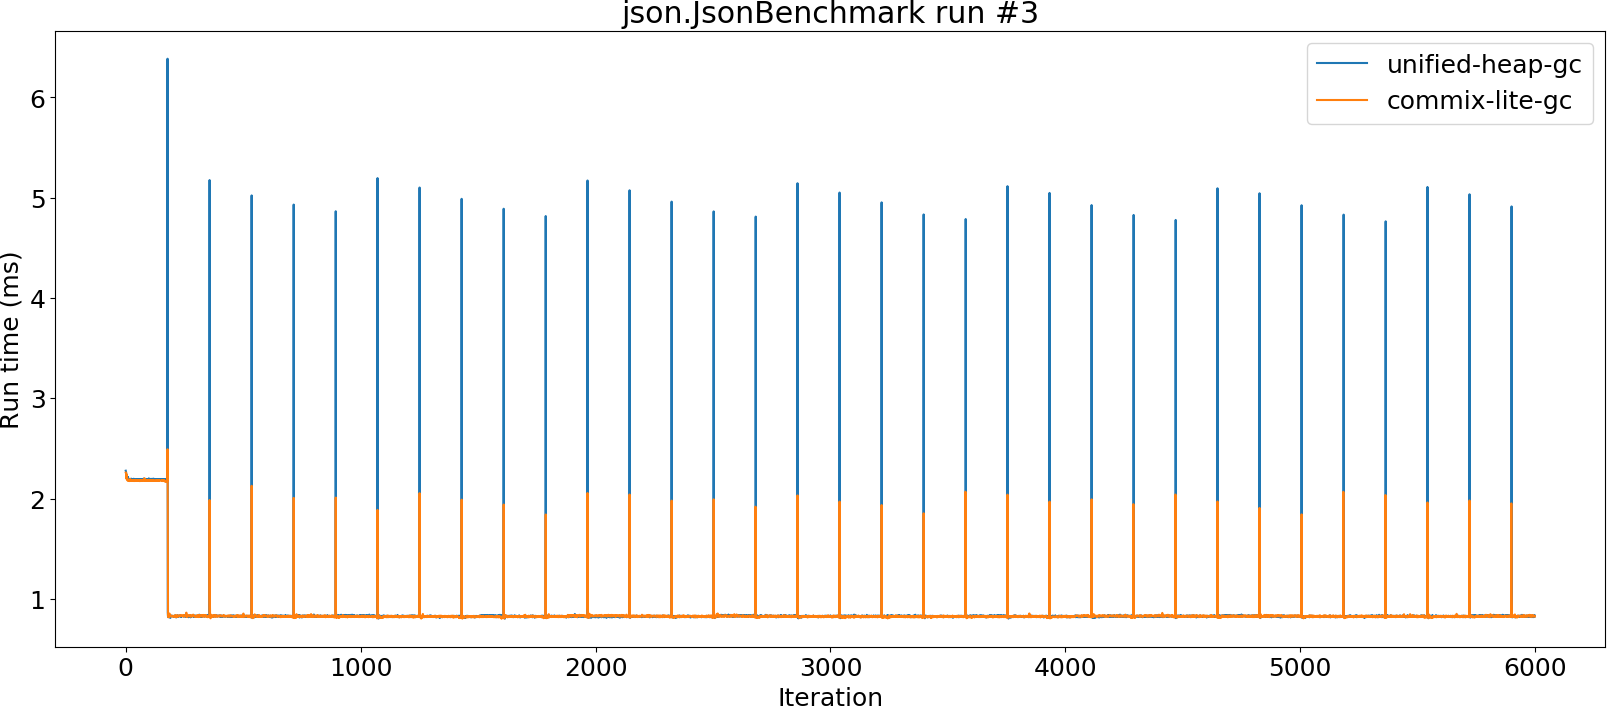 json.JsonBenchmark run #3
unified-heap-gc
commix-lite-gc
Run time (ms)
6
5
4
3
2
1
0 1000 2000 3000 4000 5000 6000
Iteration